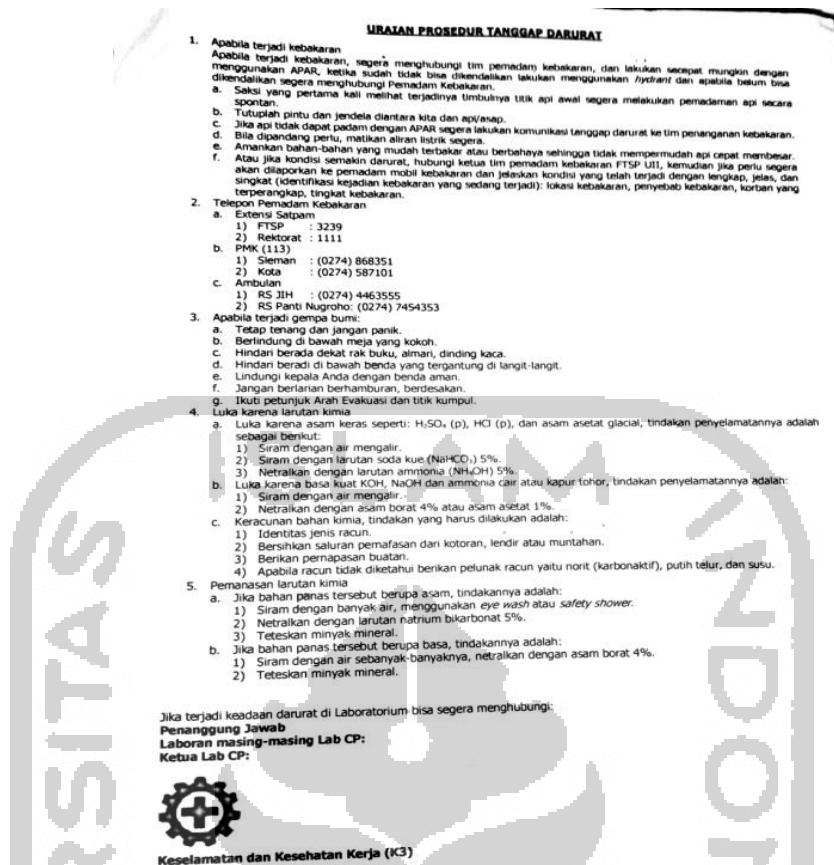 URAIAN PROSEDUR TANGGAP DARURAT
1. Apabila terjadi kebakaran
Apabila terjadi kebakaran, segera menghubungi tim pemadam kebakaran, dan lakukan secepat mungkin dengan
menggunakan APAR, ketika sudah tidak bisa dikendalikan lakukan menggunakan hydrant dan apabila belum bisa
dikendalikan segera menghubungi Pemadam Kebakaran.
a. Saksi yang pertama kali melihat terjadinya timbulnya titik api awal segera melakukan pemadaman api secara
spontan.
b. Tutuplah pintu dan jendela diantara kita dan api/asap.
c. Jika api tidak dapat padam dengan APAR segera lakukan komunikasi tanggap darurat ke tim penanganan kebakaran.
d. Bila dipandang perlu, matikan aliran listrik segera.
e. Amankan bahan-bahan yang mudah terbakar atau berbahaya sehingga tidak mempermudah api cepat membesar.
f. Atau jika kondisi semakin darurat, hubungi ketua tim pemadam kebakaran FTSP UII, kemudian jika perlu segera
akan dilaporkan ke pemadam mobil kebakaran dan jelaskan kondisi yang telah terjadi dengan lengkap, jelas, dan
singkat (identifikasi kejadian kebakaran yang sedang terjadi): lokasi kebakaran, penyebab kebakaran, korban yang
terperangkap, tingkat kebakaran.
2. Telepon Pemadam Kebakaran
a. Extensi Satpam
1) FTSP : 3239
2) Rektorat : 1111
b. PMK (113)
1) Sleman : (0274) 868351
2) Kota : (0274) 587101
c. Ambulan
1) RS JIH : (0274) 4463555
2) RS Panti Nugroho: (0274) 7454353
3. Apabila terjadi gempa bumi:
a. Tetap tenang dan jangan panik.
b. Berlindung di bawah meja yang kokoh.
c. Hindari berada dekat rak buku, almari, dinding kaca.
d. Hindari beradi di bawah benda yang tergantung di langit-langit.
e. Lindungi kepala Anda dengan benda aman.
f. Jangan berlarian berhamburan, berdesakan.
g. Ikuti petunjuk Arah Evakuasi dan titik kumpul.
4. Luka karena larutan kimia
a. Luka karena asam keras seperti: H₂SO₄ (p), HCl (p), dan asam asetat glacial, tindakan penyelamatannya adalah
sebagai berikut:
1) Siram dengan air mengalir.
2) Siram dengan larutan soda kue (NaHCO₃) 5%.
3) Netralkan dengan larutan ammonia (NH₄OH) 5%.
b. Luka karena basa kuat KOH, NaOH dan ammonia cair atau kapur tohor, tindakan penyelamatannya adalah:
1) Siram dengan air mengalir.
2) Netralkan dengan asam borat 4% atau asam asetat 1%.
c. Keracunan bahan kimia, tindakan yang harus dilakukan adalah:
1) Identitas jenis racun.
2) Bersihkan saluran pernafasan dari kotoran, lendir atau muntahan.
3) Berikan pernapasan buatan.
4) Apabila racun tidak diketahui berikan pelunak racun yaitu norit (karbonaktif), putih telur, dan susu.
5. Pemanasan larutan kimia
a. Jika bahan panas tersebut berupa asam, tindakannya adalah:
1) Siram dengan banyak air, menggunakan eye wash atau safety shower.
2) Netralkan dengan larutan natrium bikarbonat 5%.
3) Teteskan minyak mineral.
b. Jika bahan panas tersebut berupa basa, tindakannya adalah:
1) Siram dengan air sebanyak-banyaknya, netralkan dengan asam borat 4%.
2) Teteskan minyak mineral.
Jika terjadi keadaan darurat di Laboratorium bisa segera menghubungi:
Penanggung Jawab
Laboran masing-masing Lab CP:
Ketua Lab CP:
Keselamatan dan Kesehatan Kerja (K3)
ISLAM
RSITAS
INDO